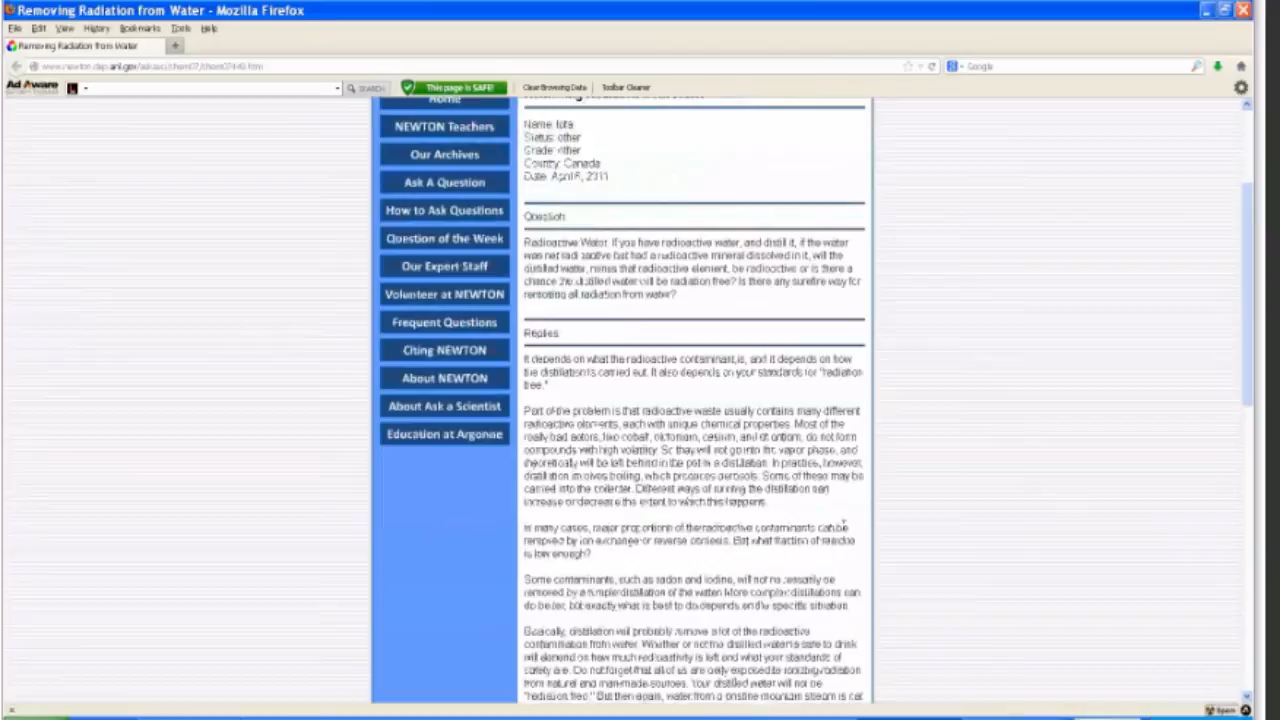 Removing Radiation from Water - Mozilla Firefox
File Edit View History Bookmarks Tools Help
Removing Radiation from Water
Google
Ad Aware
SEARCH
This page is SAFE!
Clear Browsing Data
Toolbar Cleaner
Home
NEWTON Teachers
Our Archives
Ask A Question
How to Ask Questions
Question of the Week
Our Expert Staff
Volunteer at NEWTON
Frequent Questions
Citing NEWTON
About NEWTON
About Ask a Scientist
Education at Argonne
Status: other
Grade: other
Country: Canada
Date: April 6, 2011
Question
Radioactive Water. If you have radioactive water, and distill it, if the water
was not radioactive but had a radioactive mineral dissolved in it, will the
distilled water, minus that radioactive element, be radioactive or is there a
chance the distilled water will be radiation free? Is there any surefire way for
removing all radiation from water?
Replies
It depends on what the radioactive contaminant is, and it depends on how
the distillation is carried out. It also depends on your standards for "radiation
free."
Part of the problem is that radioactive waste usually contains many different
radioactive elements, each with unique chemical properties. Most of the
really bad actors, like cobalt, plutonium, cesium, and strontium, do not form
compounds with high volatility. So they will not go into the vapor phase, and
theoretically will be left behind in the pot in a distillation. In practice, however,
distillation involves boiling, which produces aerosols. Some of these may be
carried into the collector. Different ways of running the distillation can
increase or decrease the extent to which this happens.
In many cases, major proportions of the radioactive contaminants can be
removed by ion exchange or reverse osmosis. But what fraction of residue
is low enough?
Some contaminants, such as radon and iodine, will not necessarily be
removed by a simple distillation of the water. More complex distillations can
do better, but exactly what is best to do depends on the specific situation.
Basically, distillation will probably remove a lot of the radioactive
contamination from water. Whether or not the distilled water is safe to drink
will depend on how much radioactivity is left and what your standards of
safety are. Do not forget that all of us are daily exposed to ionizing radiation
from natural and man-made sources. Your distilled water will not be
"radiation free." But then again, water from a pristine mountain stream is